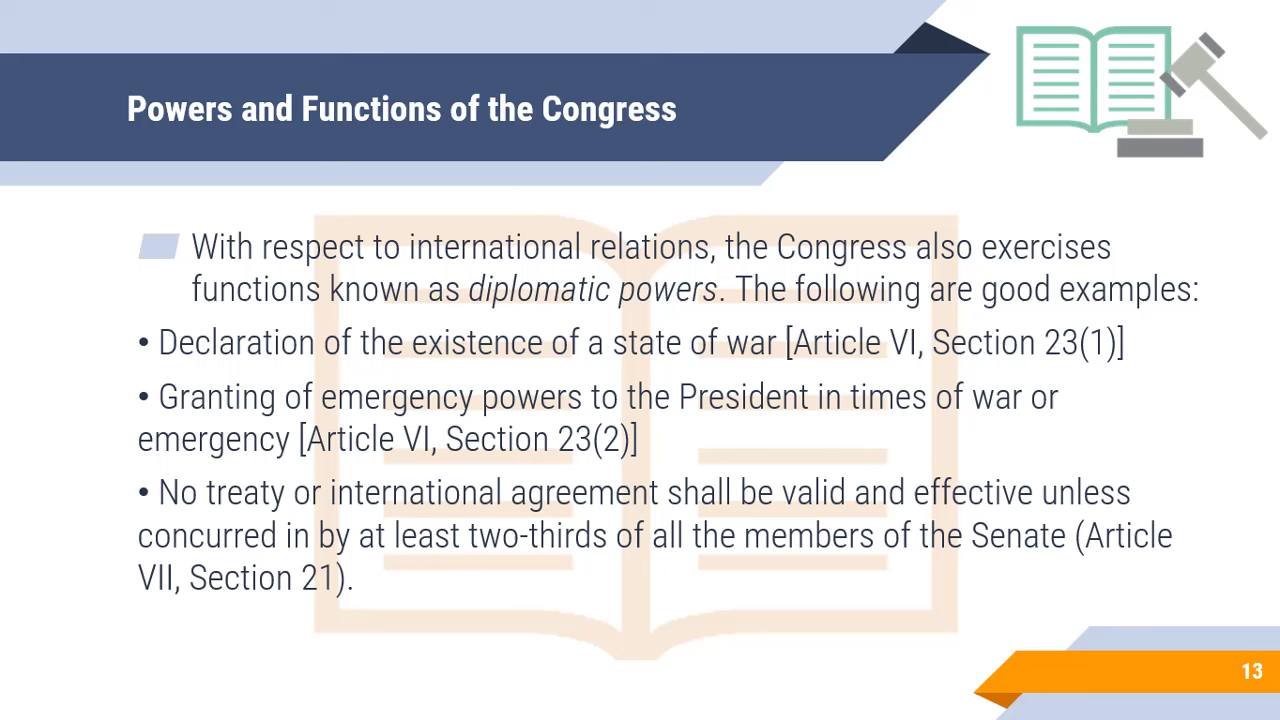 Powers and Functions of the Congress
With respect to international relations, the Congress also exercises
functions known as diplomatic powers. The following are good examples:
• Declaration of the existence of a state of war [Article VI, Section 23(1)]
• Granting of emergency powers to the President in times of war or
emergency [Article VI, Section 23(2)]
• No treaty or international agreement shall be valid and effective unless
concurred in by at least two-thirds of all the members of the Senate (Article
VII, Section 21).
13